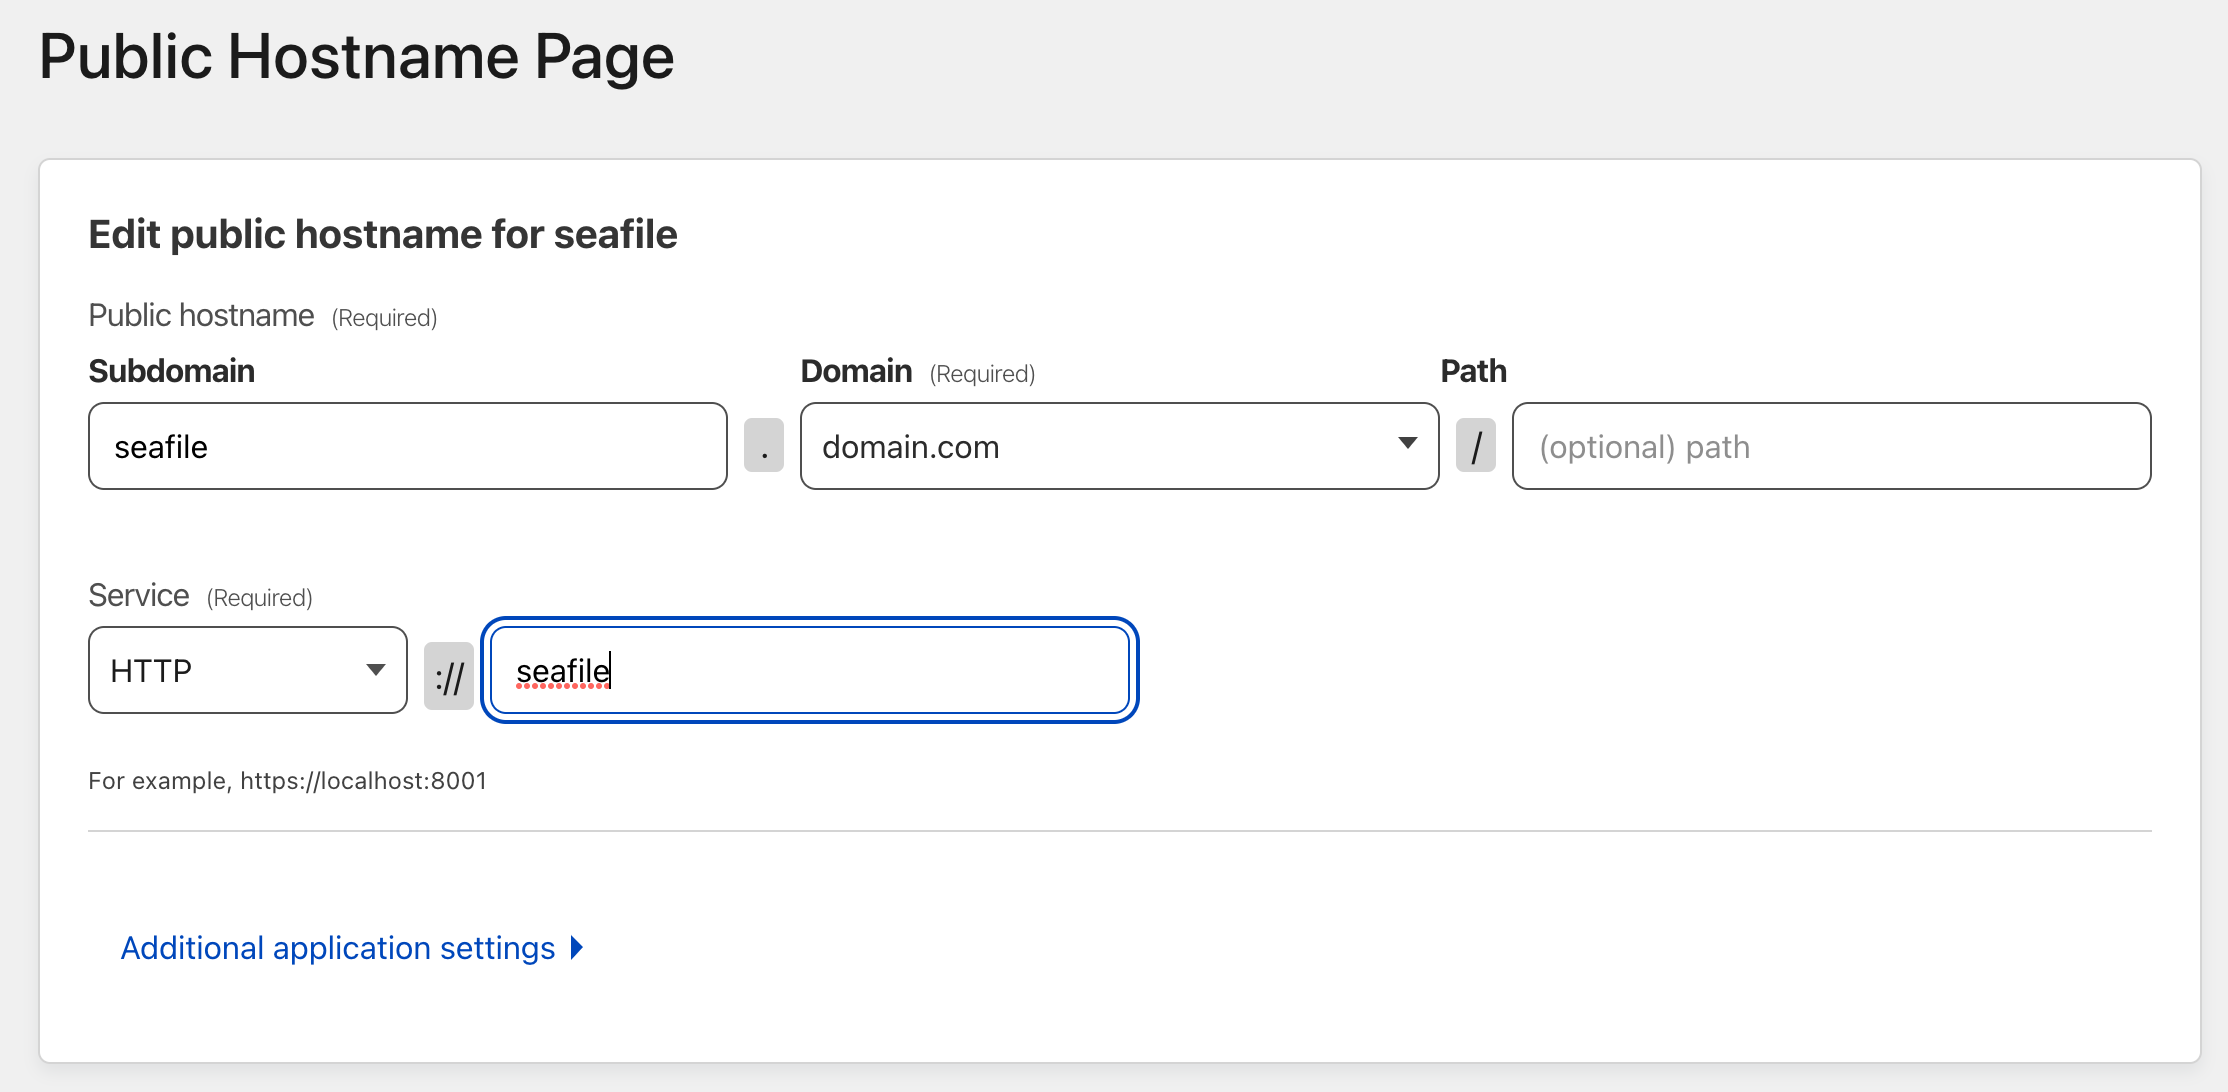 Public Hostname Page
Edit public hostname for seafile
Public hostname (Required)
Subdomain Domain (Required) Path
seafile . domain.com / (optional) path
Service (Required)
HTTP :// seafile
For example, https://localhost:8001
Additional application settings